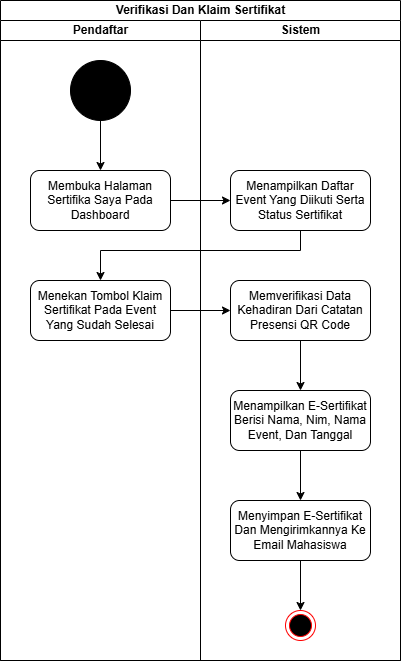 Verifikasi Dan Klaim Sertifikat
Pendaftar
Sistem
Membuka Halaman
Sertifika Saya Pada
Dashboard
Menampilkan Daftar
Event Yang Diikuti Serta
Status Sertifikat
Menekan Tombol Klaim
Sertifikat Pada Event
Yang Sudah Selesai
Memverifikasi Data
Kehadiran Dari Catatan
Presensi QR Code
Menampilkan E-Sertifikat
Berisi Nama, Nim, Nama
Event, Dan Tanggal
Menyimpan E-Sertifikat
Dan Mengirimkannya Ke
Email Mahasiswa